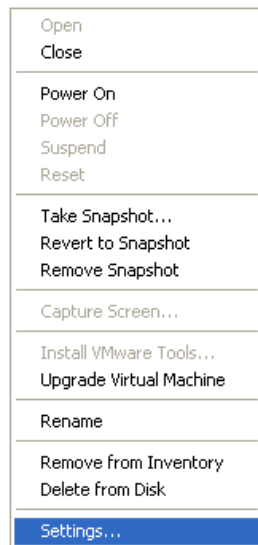 Open
Close
Power On
Power Off
Suspend
Reset
Take Snapshot...
Revert to Snapshot
Remove Snapshot
Capture Screen...
Install VMware Tools...
Upgrade Virtual Machine
Rename
Remove from Inventory
Delete from Disk
Settings...